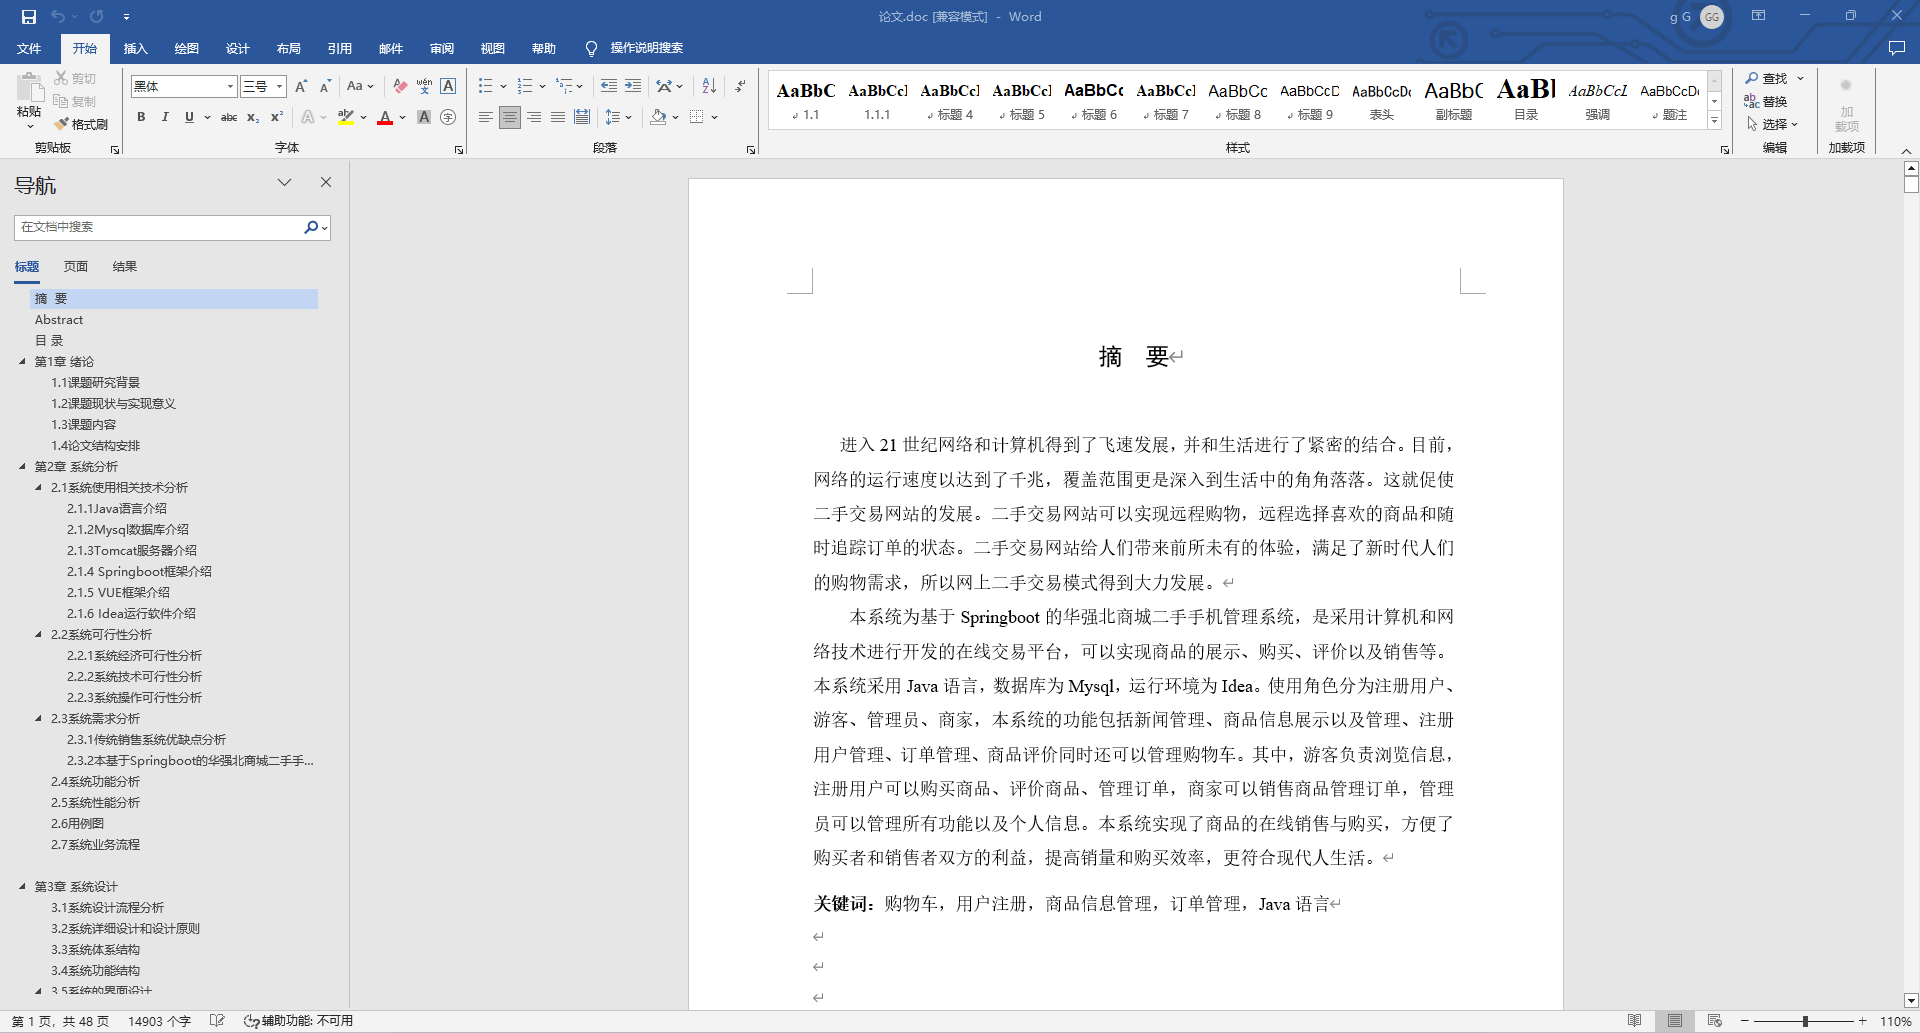 论文.doc [兼容模式] - Word
g G
GG
文件 开始 插入 绘图 设计 布局 引用 邮件 审阅 视图 帮助 操作说明搜索
粘贴
剪切
复制
格式刷
剪贴板
黑体 三号
字体
段落
AaBbC 1.1
AaBbCcl 1.1.1
AaBbCcl 标题 4
AaBbCcl 标题 5
AaBbCc 标题 6
AaBbCcl 标题 7
AaBbCc 标题 8
AaBbCcD 标题 9
AaBbCcDc 表头
AaBbC 副标题
AaBl 目录
AaBbCcL 强调
AaBbCcD 题注
样式
查找
替换
选择
编辑
加
载项
加载项
导航
在文档中搜索
标题 页面 结果
摘 要
Abstract
目 录
第1章 绪论
1.1课题研究背景
1.2课题现状与实现意义
1.3课题内容
1.4论文结构安排
第2章 系统分析
2.1系统使用相关技术分析
2.1.1Java语言介绍
2.1.2Mysql数据库介绍
2.1.3Tomcat服务器介绍
2.1.4 Springboot框架介绍
2.1.5 VUE框架介绍
2.1.6 Idea运行软件介绍
2.2系统可行性分析
2.2.1系统经济可行性分析
2.2.2系统技术可行性分析
2.2.3系统操作可行性分析
2.3系统需求分析
2.3.1传统销售系统优缺点分析
2.3.2本基于Springboot的华强北商城二手手...
2.4系统功能分析
2.5系统性能分析
2.6用例图
2.7系统业务流程
第3章 系统设计
3.1系统设计流程分析
3.2系统详细设计和设计原则
3.3系统体系结构
3.4系统功能结构
3.5系统的界面设计
摘 要
进入 21 世纪网络和计算机得到了飞速发展，并和生活进行了紧密的结合。目前，
网络的运行速度以达到了千兆，覆盖范围更是深入到生活中的角角落落。这就促使
二手交易网站的发展。二手交易网站可以实现远程购物，远程选择喜欢的商品和随
时追踪订单的状态。二手交易网站给人们带来前所未有的体验，满足了新时代人们
的购物需求，所以网上二手交易模式得到大力发展。
本系统为基于 Springboot 的华强北商城二手手机管理系统，是采用计算机和网
络技术进行开发的在线交易平台，可以实现商品的展示、购买、评价以及销售等。
本系统采用 Java 语言，数据库为 Mysql，运行环境为 Idea。使用角色分为注册用户、
游客、管理员、商家，本系统的功能包括新闻管理、商品信息展示以及管理、注册
用户管理、订单管理、商品评价同时还可以管理购物车。其中，游客负责浏览信息，
注册用户可以购买商品、评价商品、管理订单，商家可以销售商品管理订单，管理
员可以管理所有功能以及个人信息。本系统实现了商品的在线销售与购买，方便了
购买者和销售者双方的利益，提高销量和购买效率，更符合现代人生活。
关键词：购物车，用户注册，商品信息管理，订单管理，Java 语言
第 1 页，共 48 页 14903 个字 辅助功能: 不可用
110%